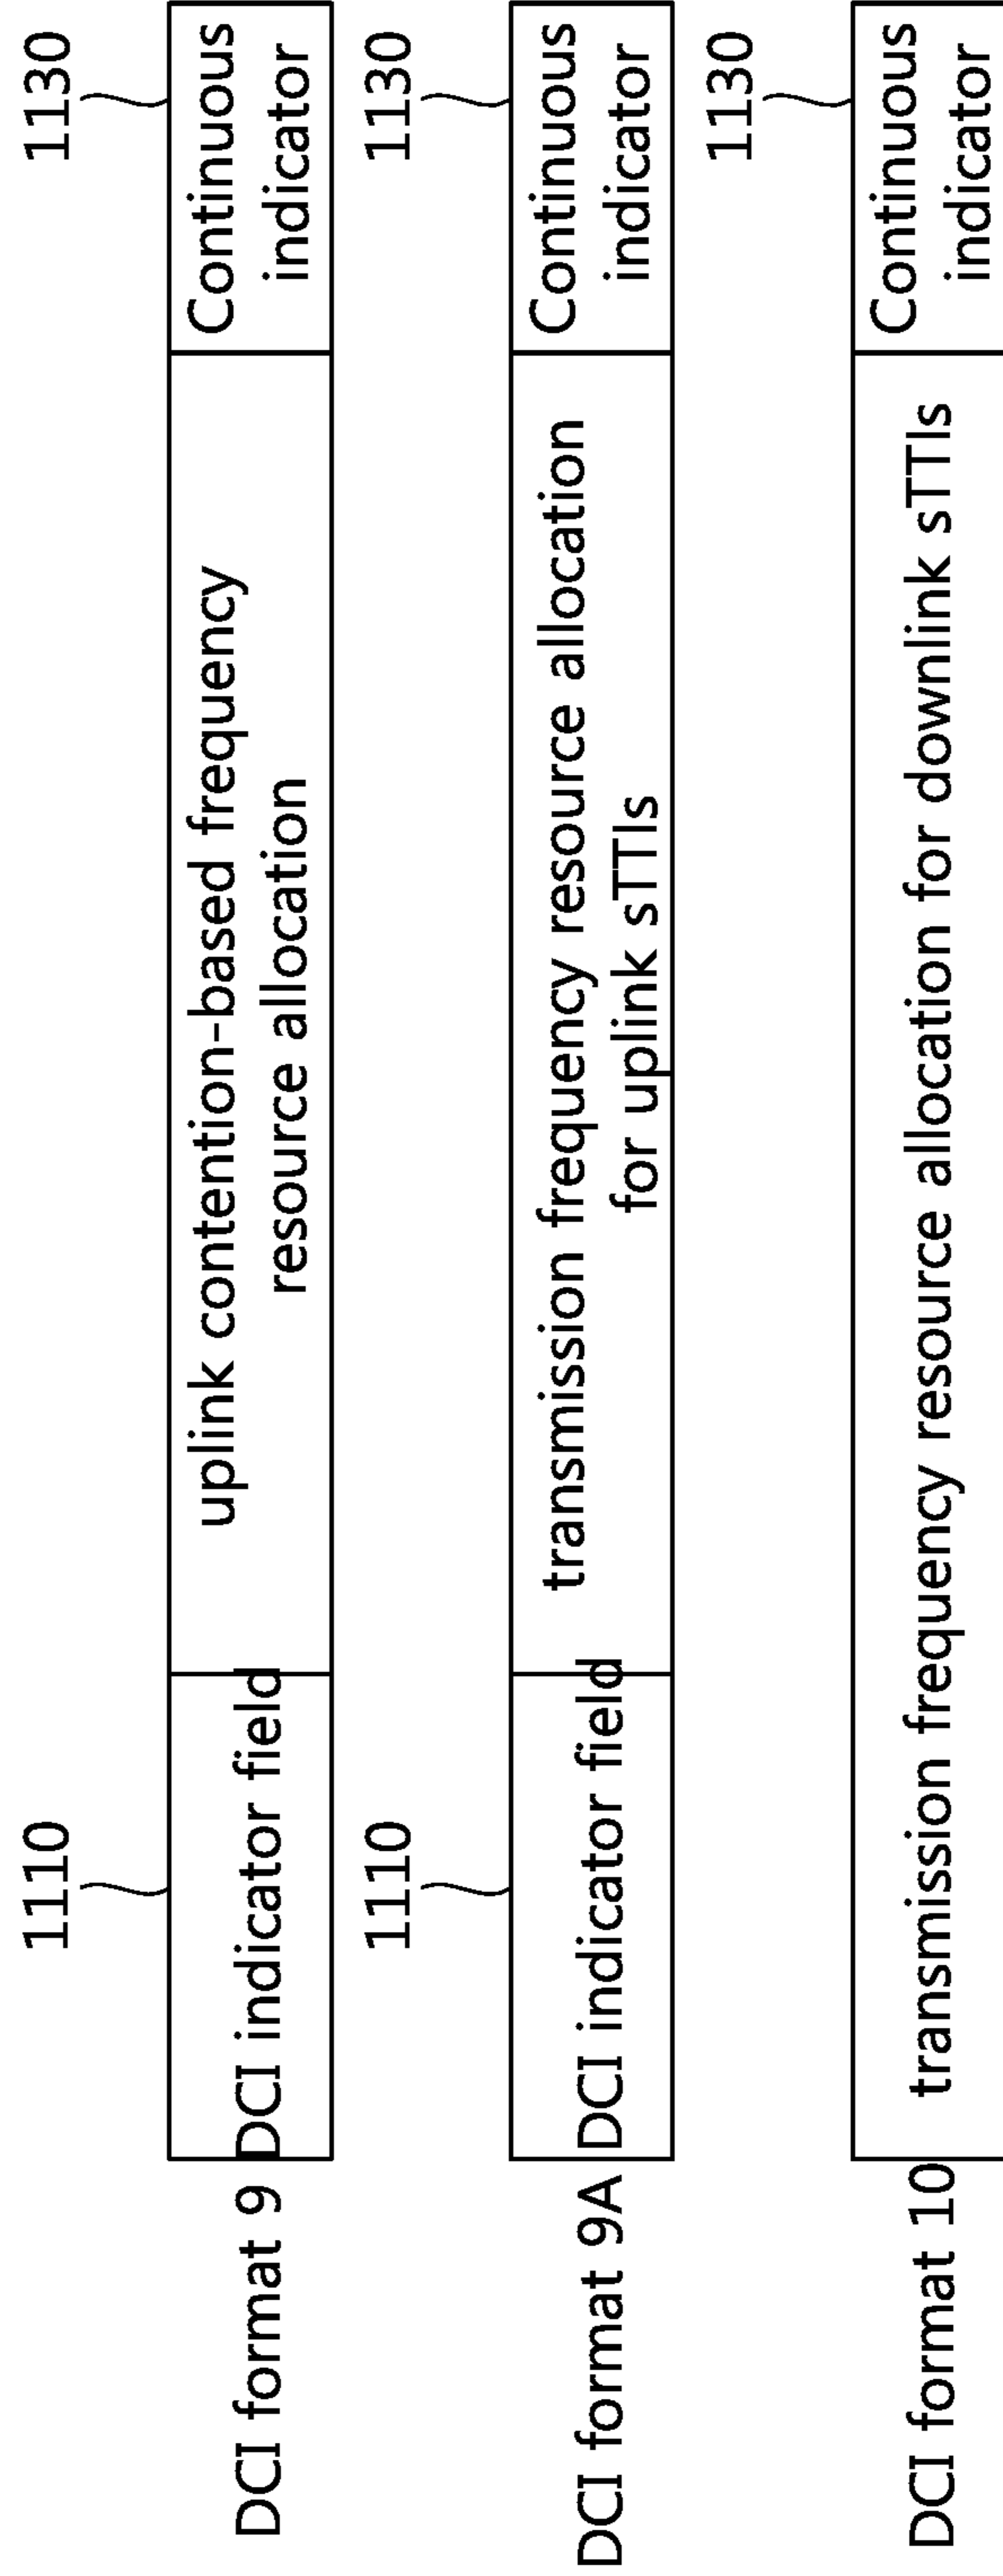 1110
1130
DCI format 9
DCI indicator field
uplink contention-based frequency
resource allocation
Continuous
indicator
1110
1130
DCI format 9A
DCI indicator field
transmission frequency resource allocation
for uplink sTTIs
Continuous
indicator
1130
DCI format 10
transmission frequency resource allocation for downlink sTTIs
Continuous
indicator